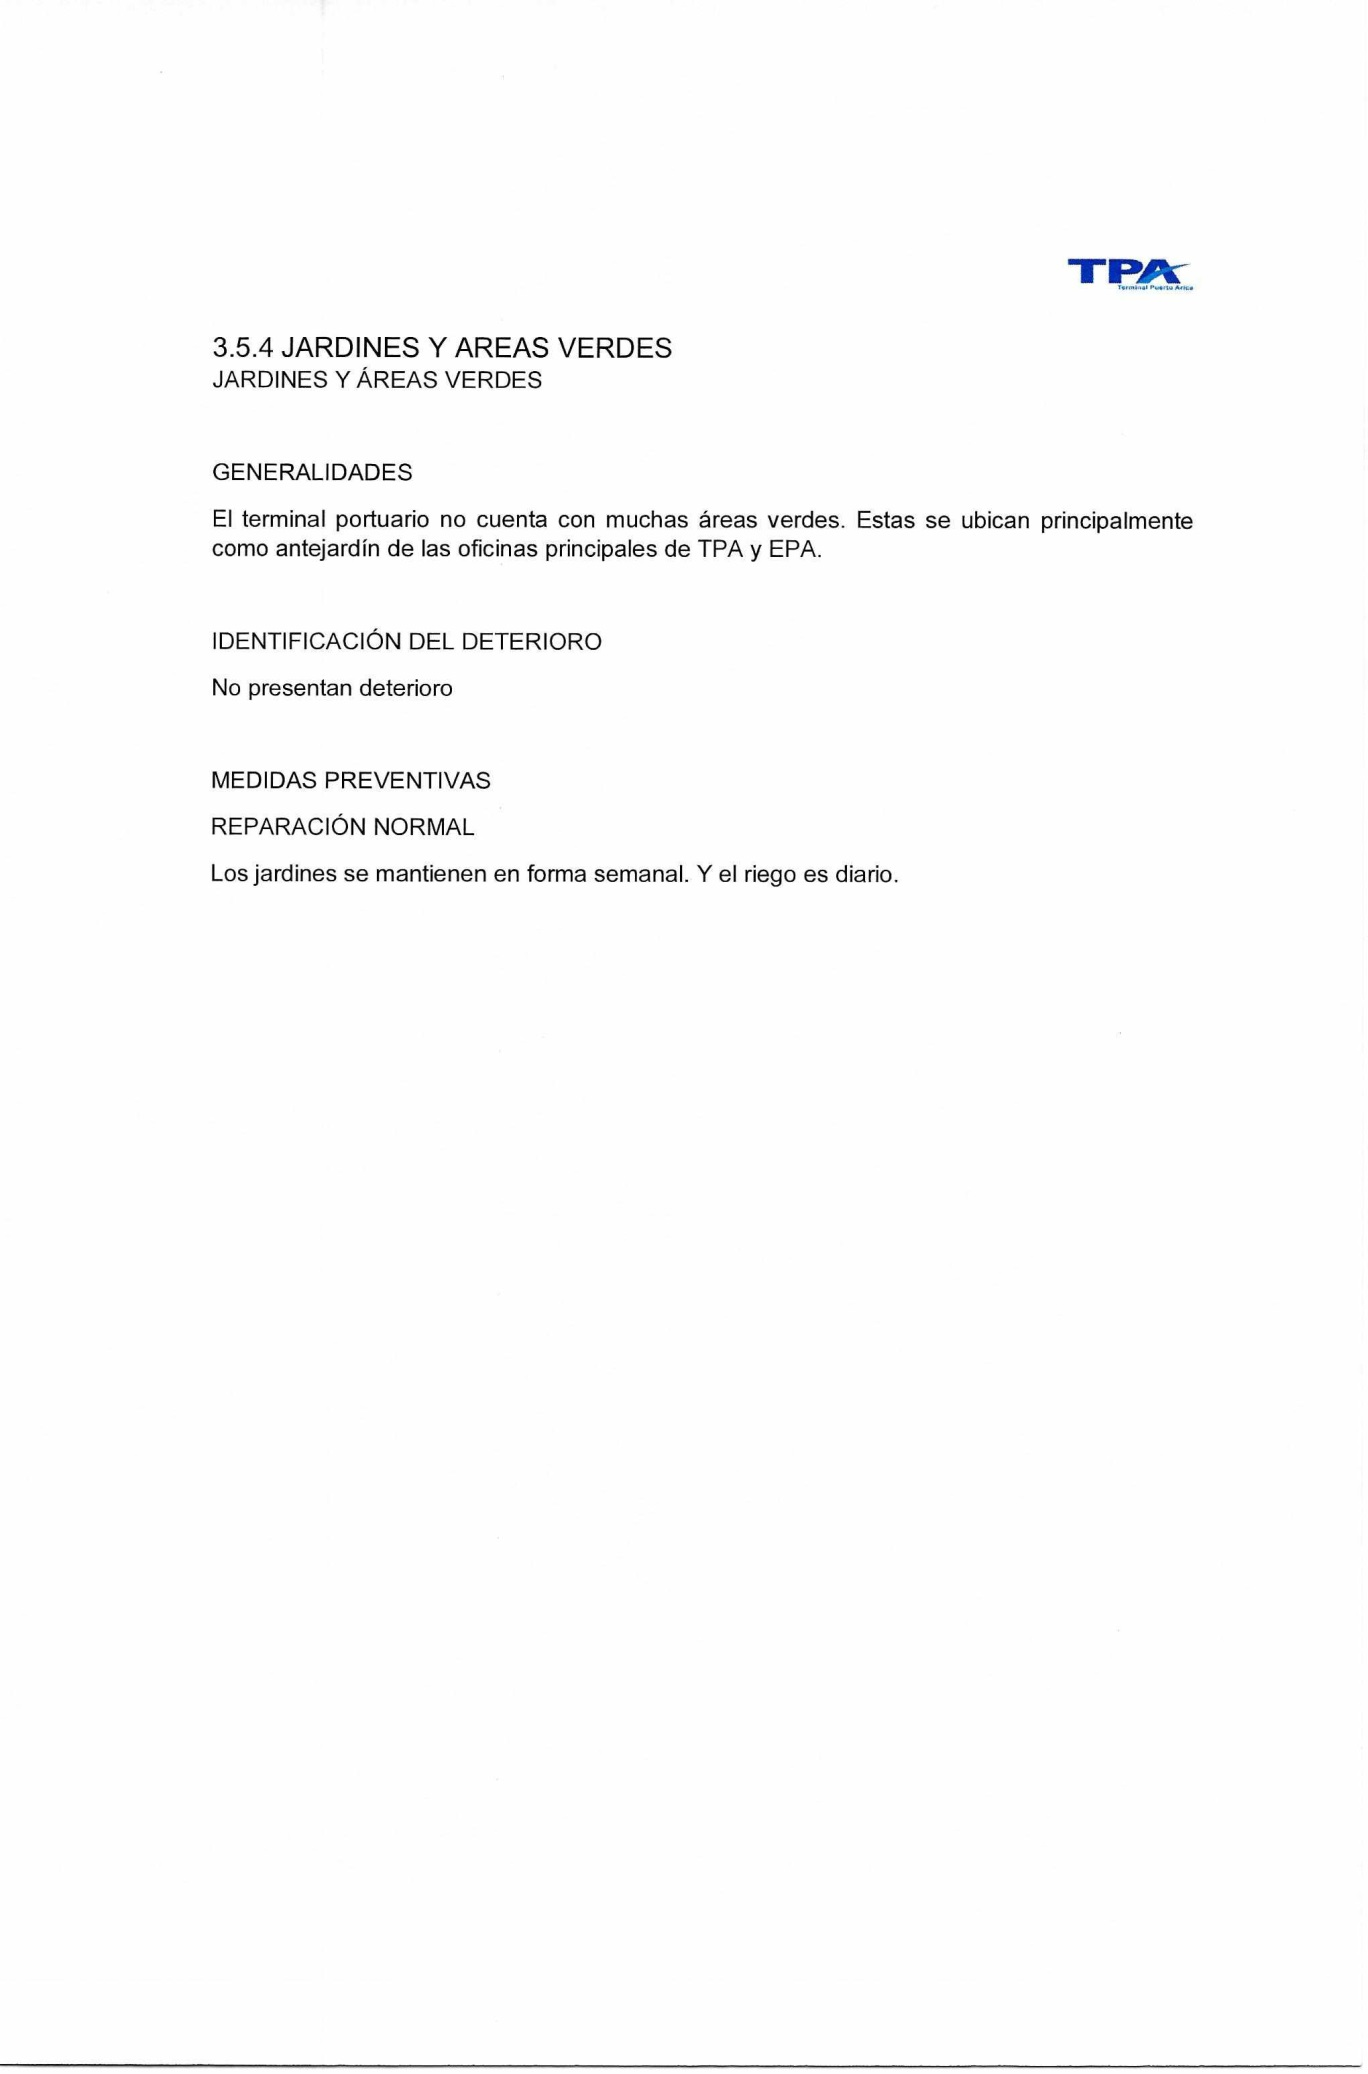 TPA
Terminal Puerto Arica
3.5.4 JARDINES Y AREAS VERDES
JARDINES Y ÁREAS VERDES
GENERALIDADES
El terminal portuario no cuenta con muchas áreas verdes. Estas se ubican principalmente
como antejardín de las oficinas principales de TPA y EPA.
IDENTIFICACIÓN DEL DETERIORO
No presentan deterioro
MEDIDAS PREVENTIVAS
REPARACIÓN NORMAL
Los jardines se mantienen en forma semanal. Y el riego es diario.